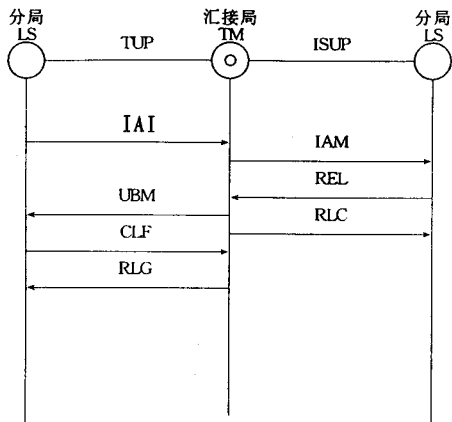 分局
LS
汇接局
TM
分局
LS
TUP
ISUP
IAI
IAM
REL
UBM
RLC
CLF
RLG